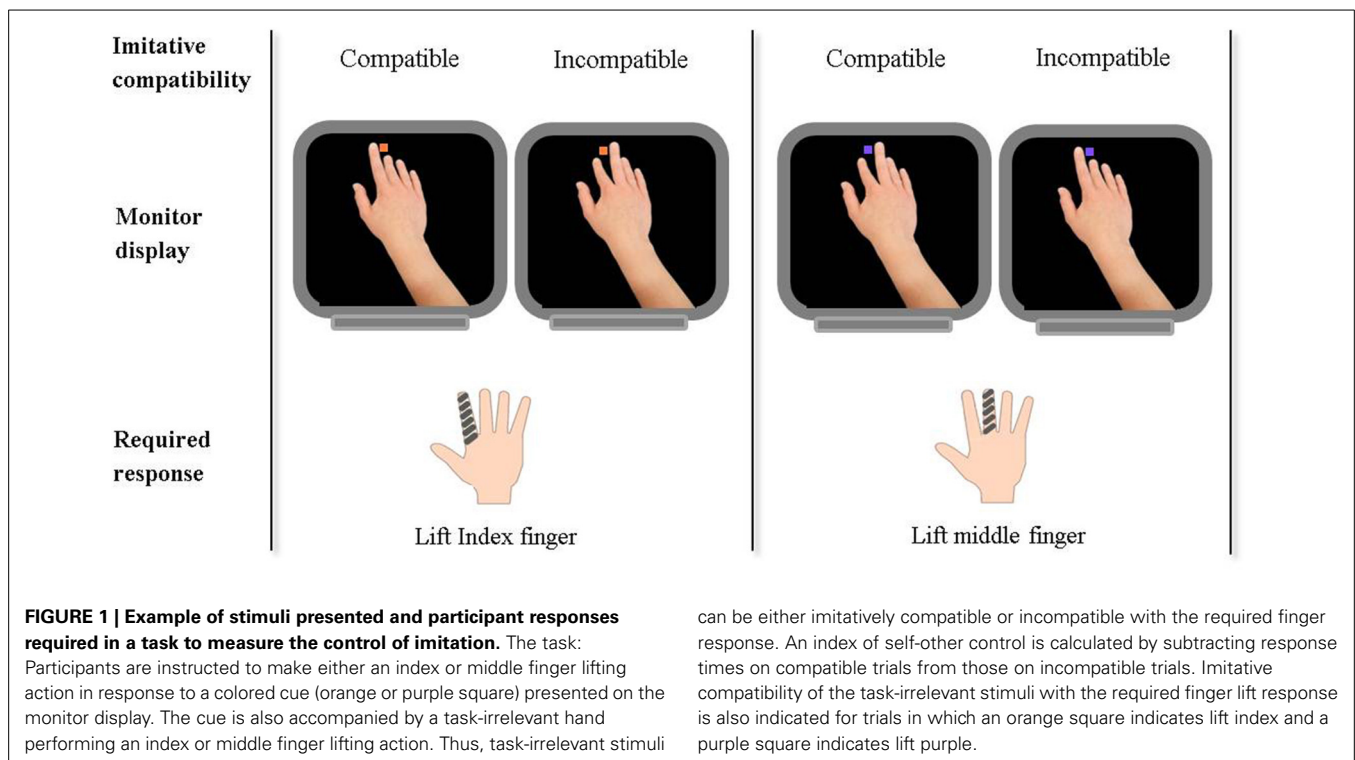 Imitative
compatibility
Compatible
Incompatible
Compatible
Incompatible
Monitor
display
Required
response
Lift Index finger
Lift middle finger
FIGURE 1 | Example of stimuli presented and participant responses
required in a task to measure the control of imitation. The task:
Participants are instructed to make either an index or middle finger lifting
action in response to a colored cue (orange or purple square) presented on the
monitor display. The cue is also accompanied by a task-irrelevant hand
performing an index or middle finger lifting action. Thus, task-irrelevant stimuli
can be either imitatively compatible or incompatible with the required finger
response. An index of self-other control is calculated by subtracting response
times on compatible trials from those on incompatible trials. Imitative
compatibility of the task-irrelevant stimuli with the required finger lift response
is also indicated for trials in which an orange square indicates lift index and a
purple square indicates lift purple.